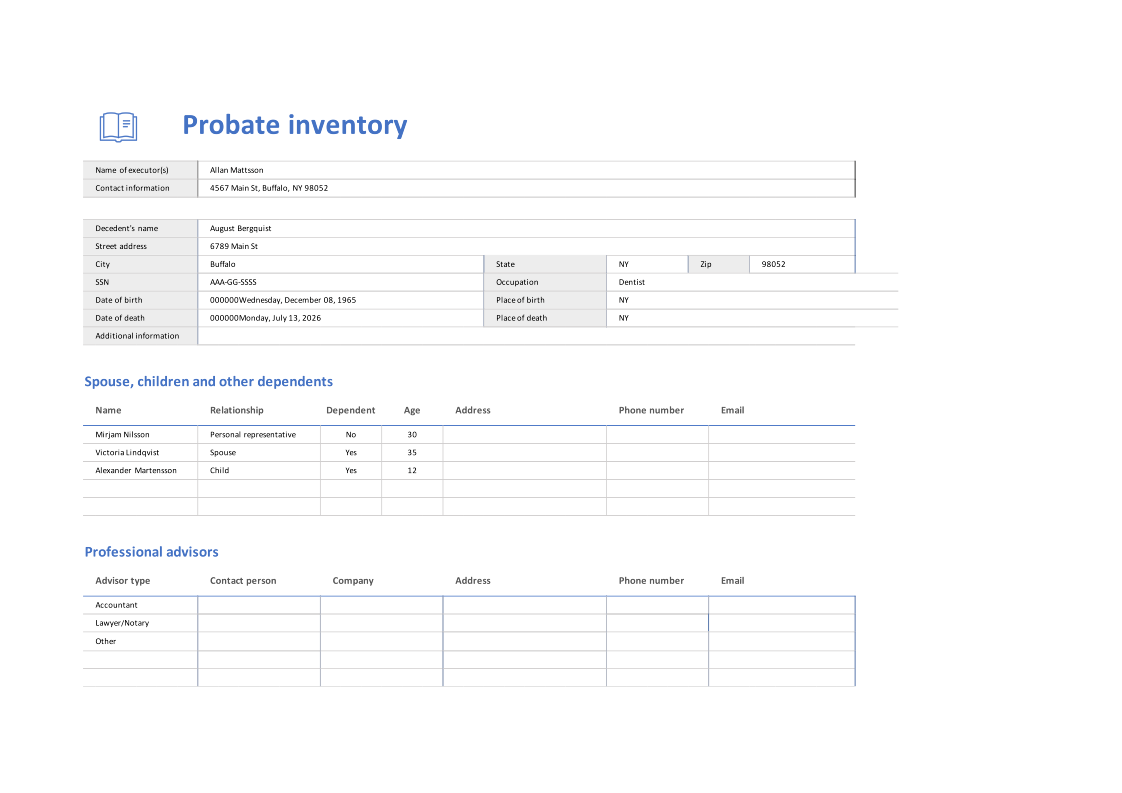 Probate inventory
Name of executor(s) Allan Mattsson
Contact information 4567 Main St, Buffalo, NY 98052
Decedent's name August Bergquist
Street address 6789 Main St
City Buffalo State NY Zip 98052
SSN AAA-GG-SSSS Occupation Dentist
Date of birth 000000Wednesday, December 08, 1965 Place of birth NY
Date of death 000000Monday, July 13, 2026 Place of death NY
Additional information
Spouse, children and other dependents
Name Relationship Dependent Age Address Phone number Email
Mirjam Nilsson Personal representative No 30
Victoria Lindqvist Spouse Yes 35
Alexander Martensson Child Yes 12
Professional advisors
Advisor type Contact person Company Address Phone number Email
Accountant
Lawyer/Notary
Other